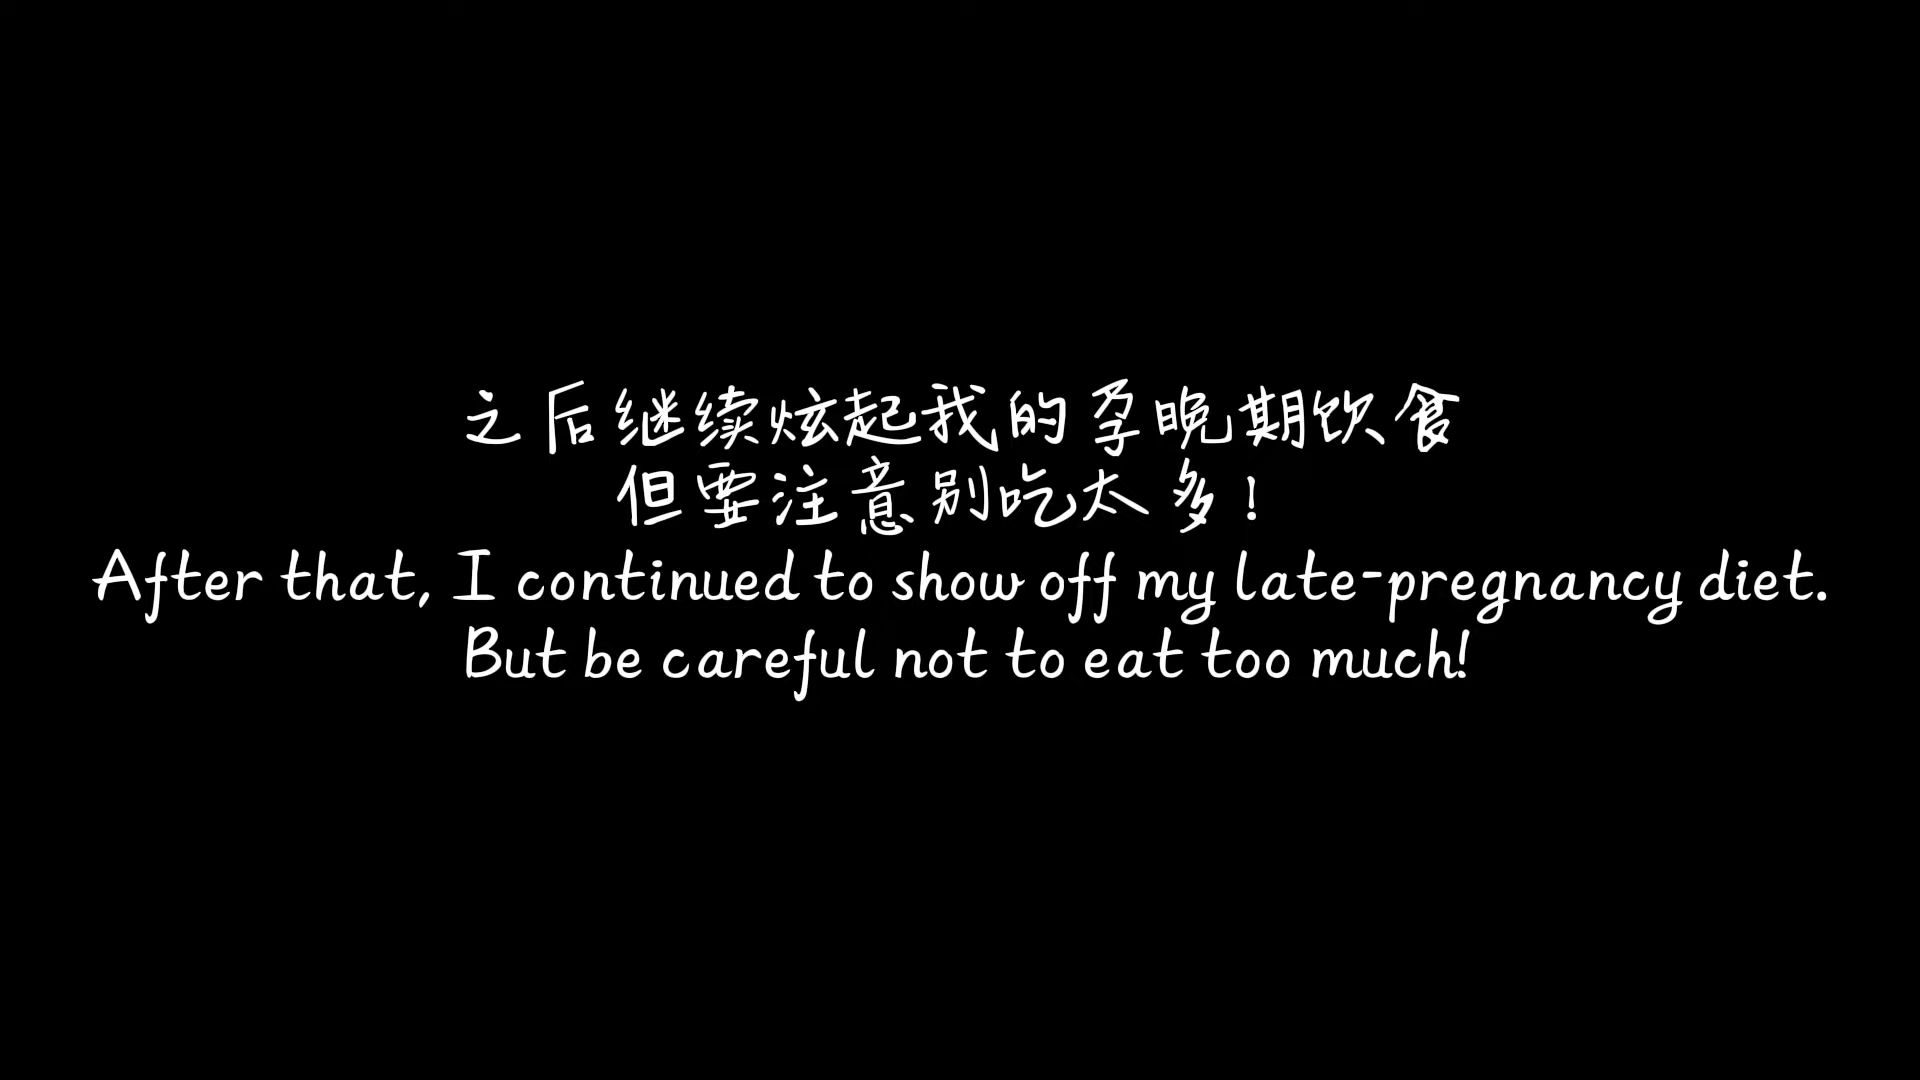 之后继续炫起我的孕晚期饮食
但要注意别吃太多！
After that, I continued to show off my late-pregnancy diet.
But be careful not to eat too much!